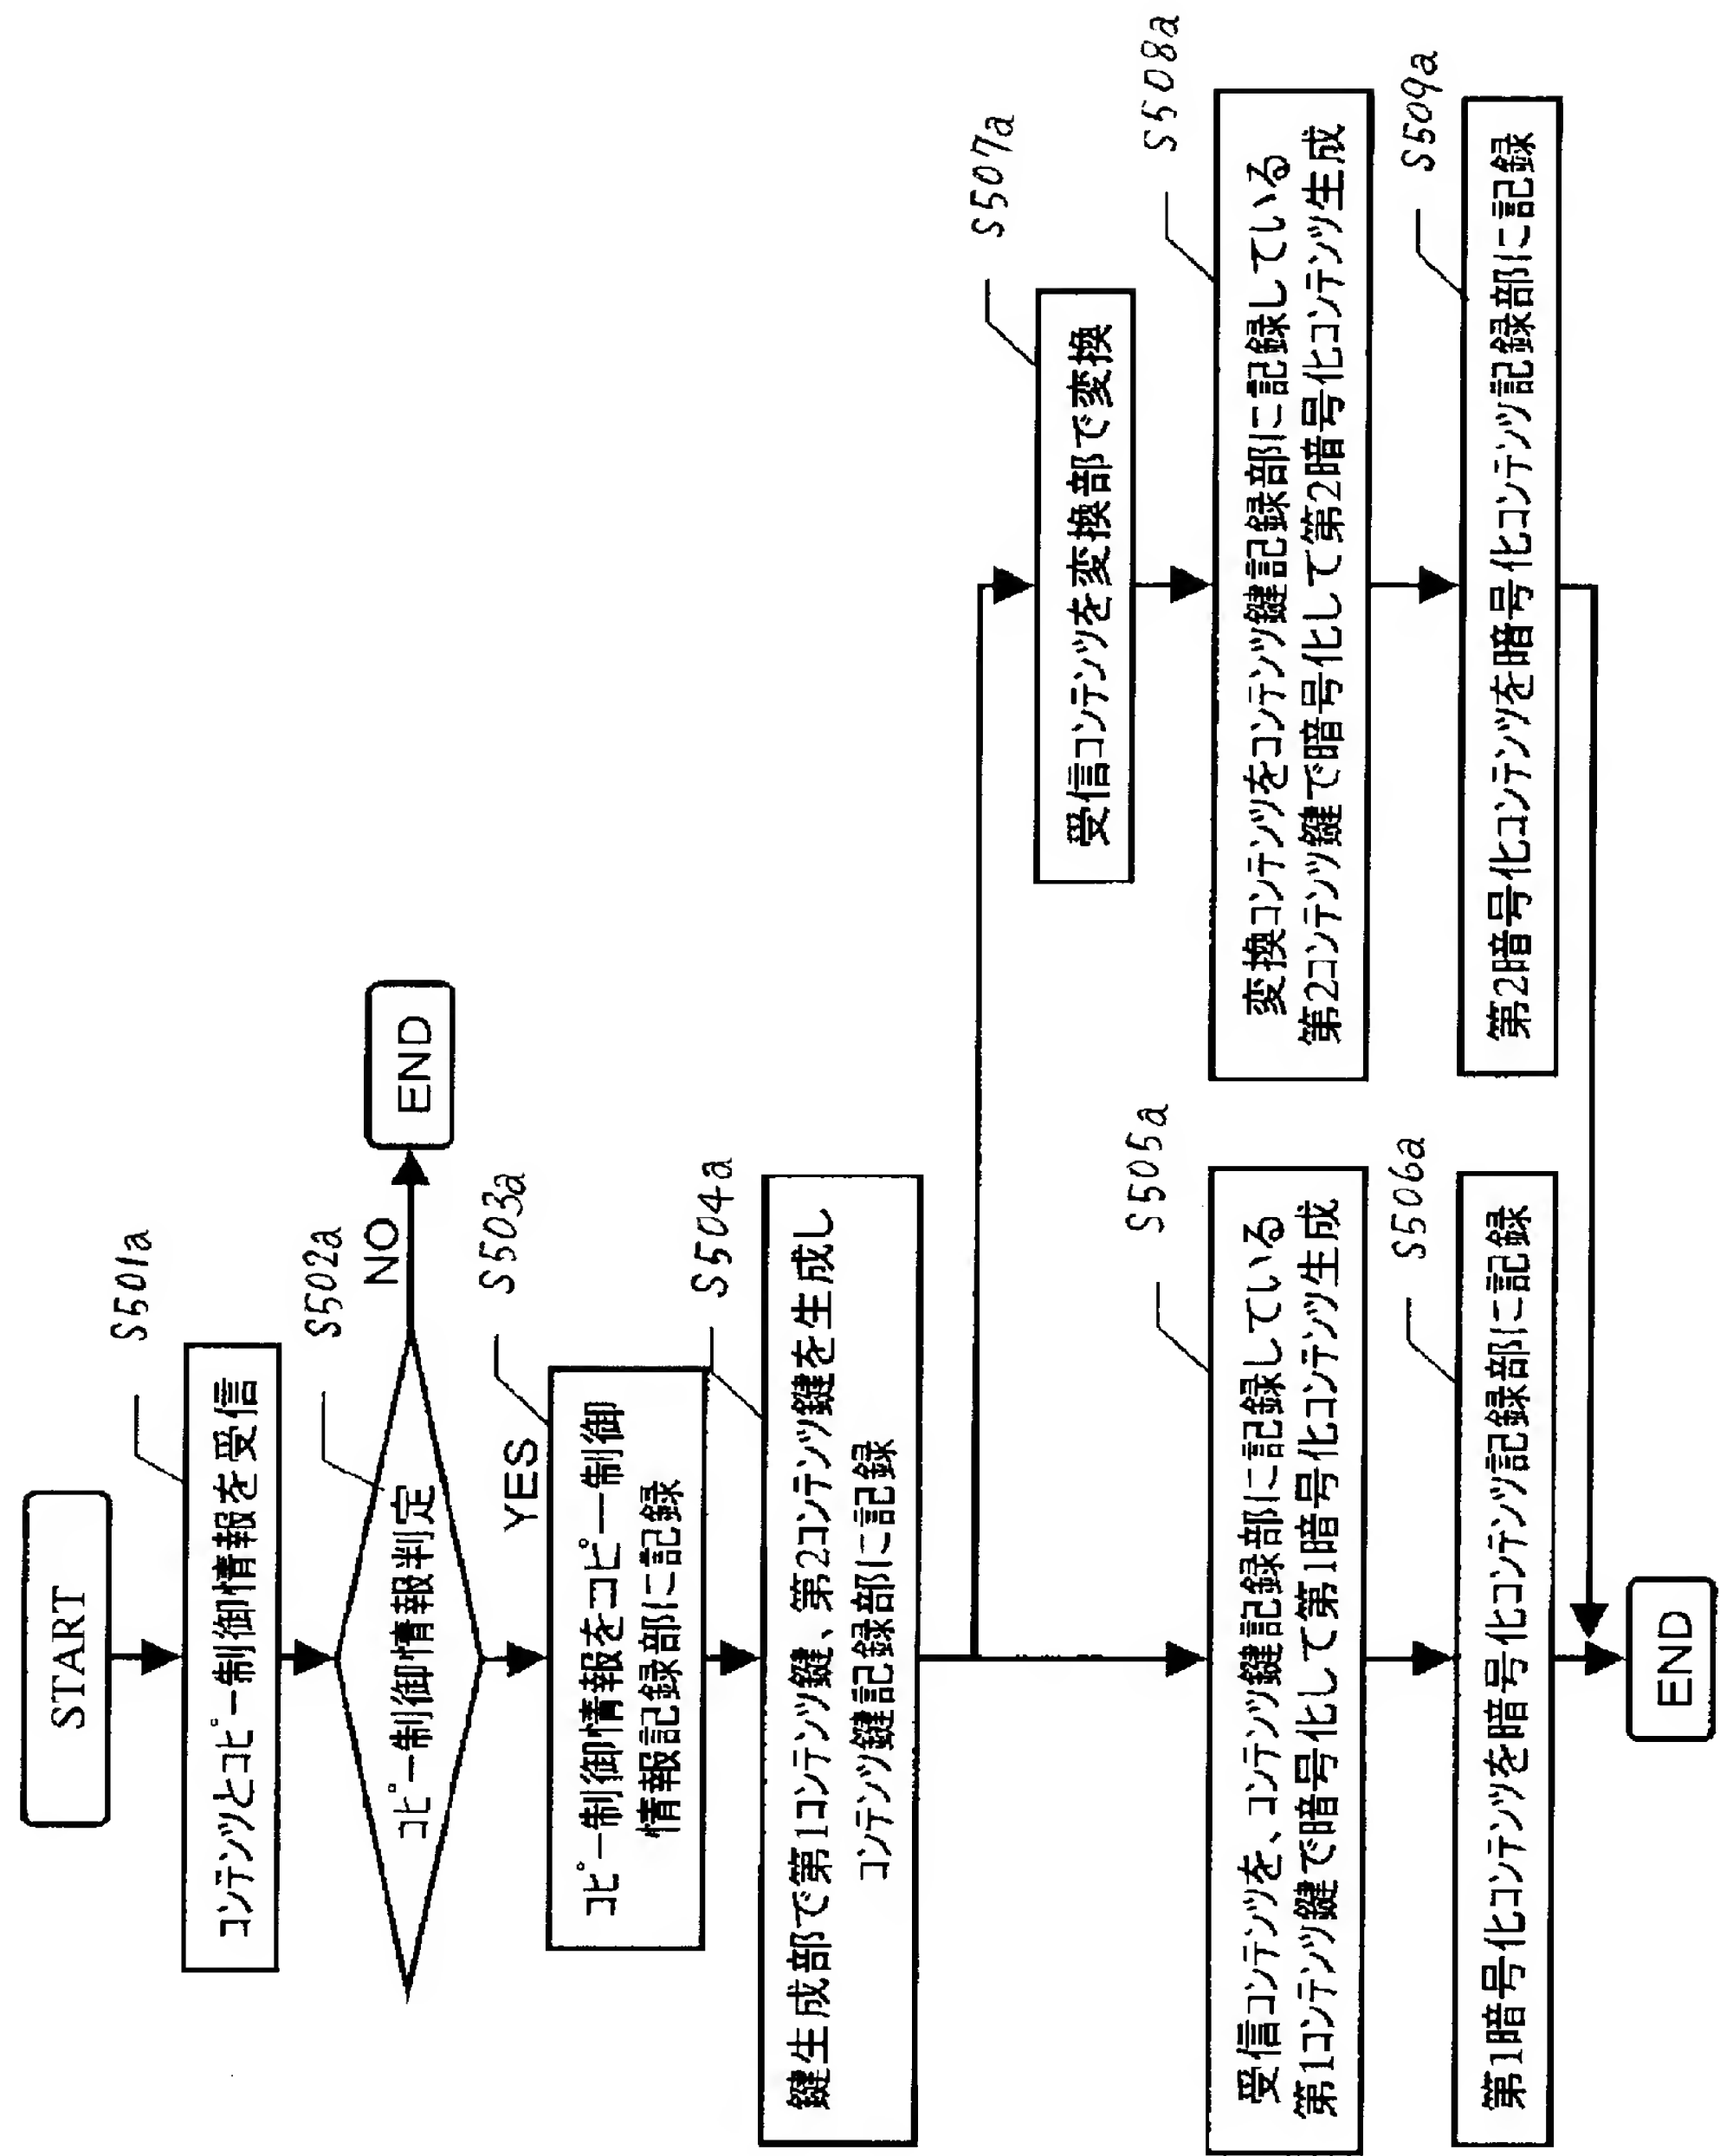 START
S501a
コンテンツとコピー制御情報を受信
S502a
コピー制御情報判定
NO
END
YES
S503a
コピー制御情報をコピー制御
情報記録部に記録
S504a
鍵生成部で第1コンテンツ鍵、第2コンテンツ鍵を生成し
コンテンツ鍵記録部に記録
S505a
受信コンテンツを、コンテンツ鍵記録部に記録している
第1コンテンツ鍵で暗号化して第1暗号化コンテンツ生成
S506a
第1暗号化コンテンツを暗号化コンテンツ記録部に記録
S507a
受信コンテンツを変換部で変換
S508a
変換コンテンツをコンテンツ鍵記録部に記録している
第2コンテンツ鍵で暗号化して第2暗号化コンテンツ生成
S509a
第2暗号化コンテンツを暗号化コンテンツ記録部に記録
END